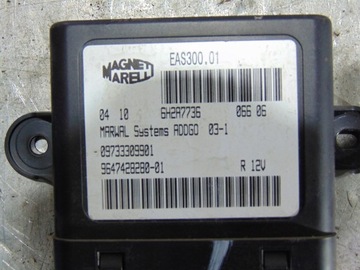 MAGNETI
MARELLI
EAS300.01
04 10 6H2A7736 066 06
MARWAL Systems ADDGO 03-1
09733309901
9647428280-01 R 12V